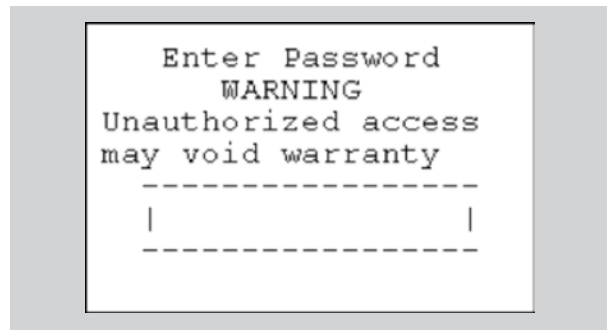 Enter Password
WARNING
Unauthorized access
may void warranty
-----------------
|                 |
-----------------